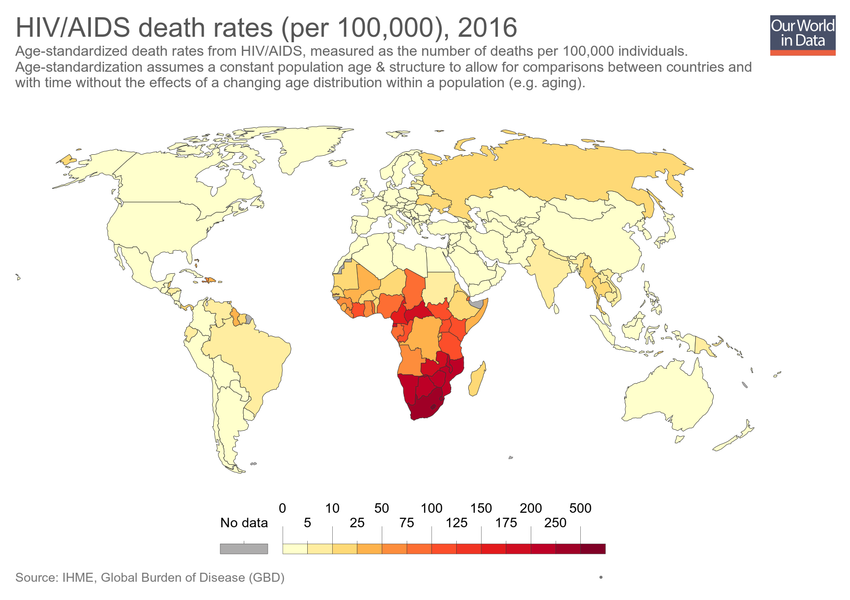 HIV/AIDS death rates (per 100,000), 2016
Our World
in Data
Age-standardized death rates from HIV/AIDS, measured as the number of deaths per 100,000 individuals.
Age-standardization assumes a constant population age & structure to allow for comparisons between countries and
with time without the effects of a changing age distribution within a population (e.g. aging).
0 10 50 100 150 200 500
No data 5 25 75 125 175 250
Source: IHME, Global Burden of Disease (GBD)